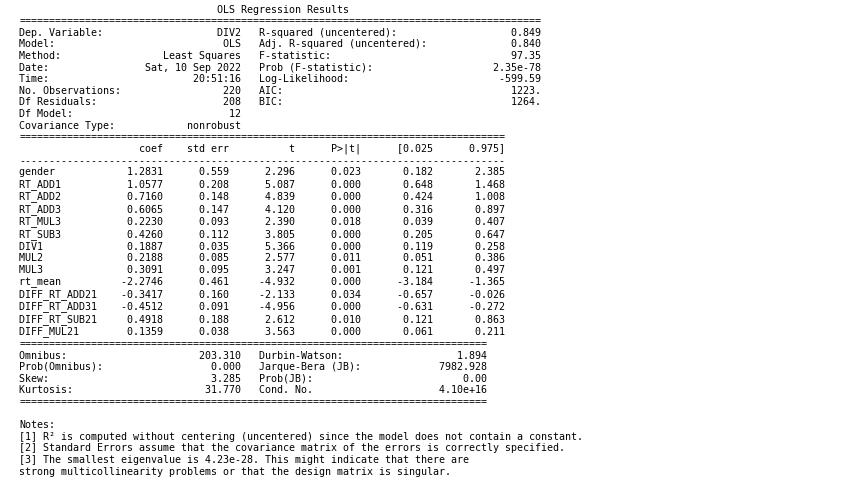 OLS Regression Results
=======================================================================================
Dep. Variable:                   DIV2   R-squared (uncentered):                   0.849
Model:                            OLS   Adj. R-squared (uncentered):              0.840
Method:                 Least Squares   F-statistic:                              97.35
Date:                Sat, 10 Sep 2022   Prob (F-statistic):                    2.35e-78
Time:                        20:51:16   Log-Likelihood:                         -599.59
No. Observations:                 220   AIC:                                      1223.
Df Residuals:                     208   BIC:                                      1264.
Df Model:                          12
Covariance Type:            nonrobust
=================================================================================
                    coef    std err          t      P>|t|      [0.025      0.975]
---------------------------------------------------------------------------------
gender            1.2831      0.559      2.296      0.023       0.182       2.385
RT_ADD1           1.0577      0.208      5.087      0.000       0.648       1.468
RT_ADD2           0.7160      0.148      4.839      0.000       0.424       1.008
RT_ADD3           0.6065      0.147      4.120      0.000       0.316       0.897
RT_MUL3           0.2230      0.093      2.390      0.018       0.039       0.407
RT_SUB3           0.4260      0.112      3.805      0.000       0.205       0.647
DIV1              0.1887      0.035      5.366      0.000       0.119       0.258
MUL2              0.2188      0.085      2.577      0.011       0.051       0.386
MUL3              0.3091      0.095      3.247      0.001       0.121       0.497
rt_mean          -2.2746      0.461     -4.932      0.000      -3.184      -1.365
DIFF_RT_ADD21    -0.3417      0.160     -2.133      0.034      -0.657      -0.026
DIFF_RT_ADD31    -0.4512      0.091     -4.956      0.000      -0.631      -0.272
DIFF_RT_SUB21     0.4918      0.188      2.612      0.010       0.121       0.863
DIFF_MUL21        0.1359      0.038      3.563      0.000       0.061       0.211
==============================================================================
Omnibus:                      203.310   Durbin-Watson:                   1.894
Prob(Omnibus):                  0.000   Jarque-Bera (JB):             7982.928
Skew:                           3.285   Prob(JB):                         0.00
Kurtosis:                      31.770   Cond. No.                     4.10e+16
==============================================================================
Notes:
[1] R² is computed without centering (uncentered) since the model does not contain a constant.
[2] Standard Errors assume that the covariance matrix of the errors is correctly specified.
[3] The smallest eigenvalue is 4.23e-28. This might indicate that there are
strong multicollinearity problems or that the design matrix is singular.